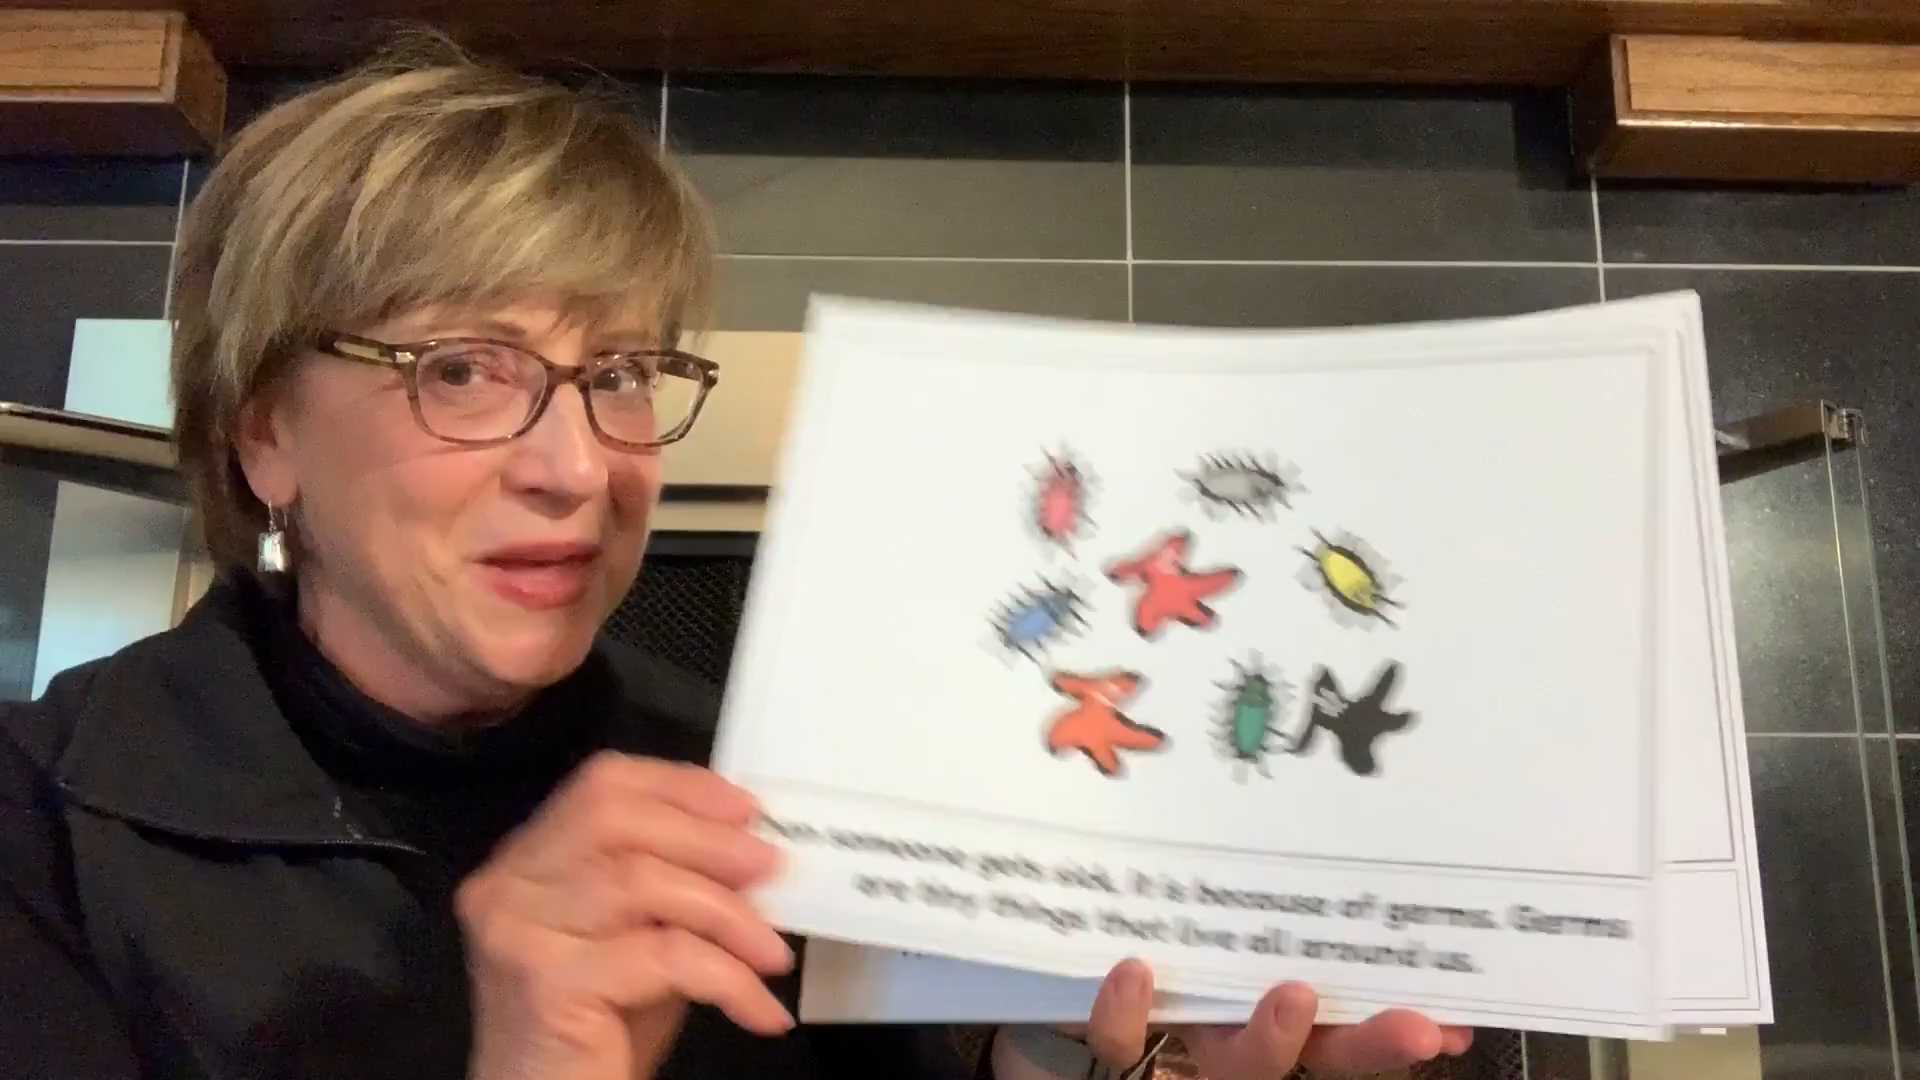 someone gets sick, it is because of germs. Germs
are tiny things that live all around us.